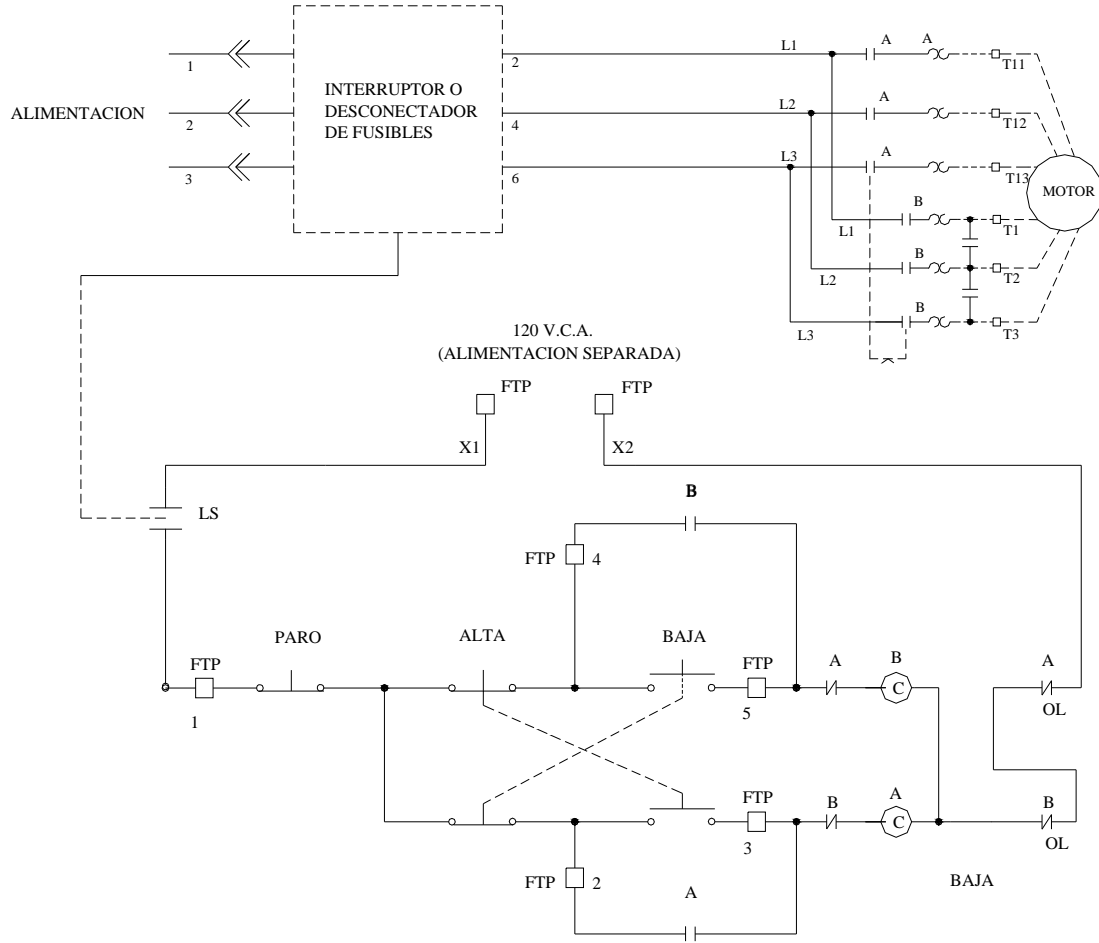 L1 A A
T11
1 2
ALIMENTACION
INTERRUPTOR O
DESCONECTADOR
DE FUSIBLES
L2 A
T12
2 4
L3 A
T13
3 6
MOTOR
B
L1 T1
B
L2 T2
B
L3 T3
120 V.C.A.
(ALIMENTACION SEPARADA)
FTP FTP
X1 X2
LS
B
FTP 4
PARO ALTA BAJA
FTP FTP A B A
C
1 5 OL
FTP B A B
C
3 OL
FTP 2 A BAJA